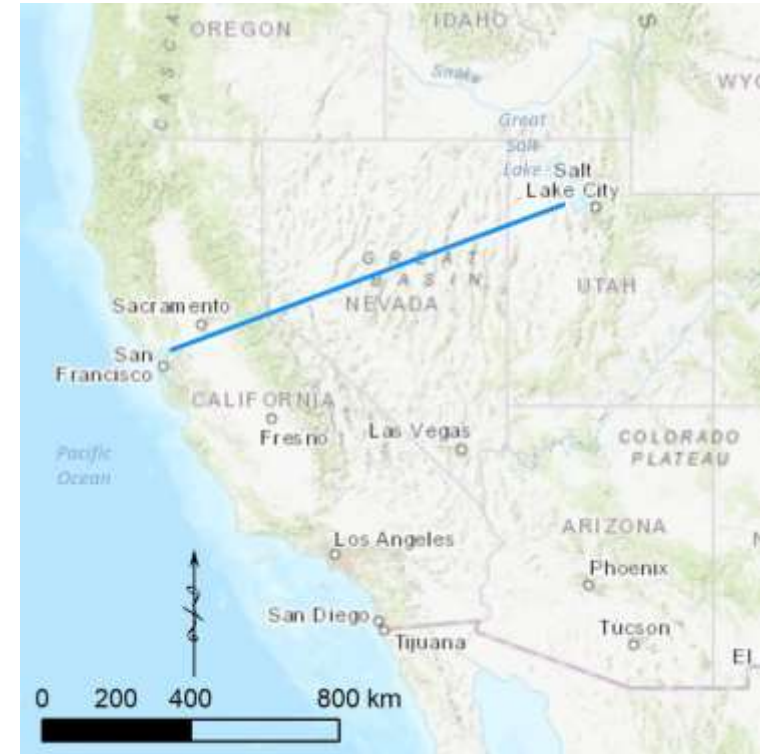 OREGON
IDAHO
S
CASCA
Snake
WYO
Great
Salt
Lake
Salt
Lake City
GREAT
BASIN
NEVADA
UTAH
Sacramento
San
Francisco
CALIFORNIA
Fresno
Las Vegas
COLORADO
PLATEAU
Pacific
Ocean
ARIZONA
N
Los Angeles
Phoenix
San Diego
Tijuana
Tucson
El
0 200 400 800 km